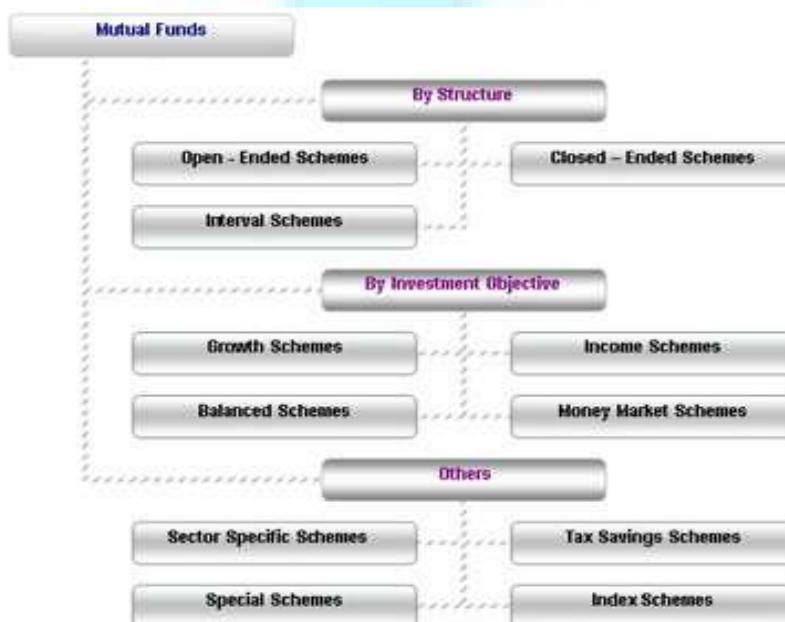 Mutual Funds
By Structure
Open - Ended Schemes
Closed – Ended Schemes
Interval Schemes
By Investment Objective
Growth Schemes
Income Schemes
Balanced Schemes
Money Market Schemes
Others
Sector Specific Schemes
Tax Savings Schemes
Special Schemes
Index Schemes